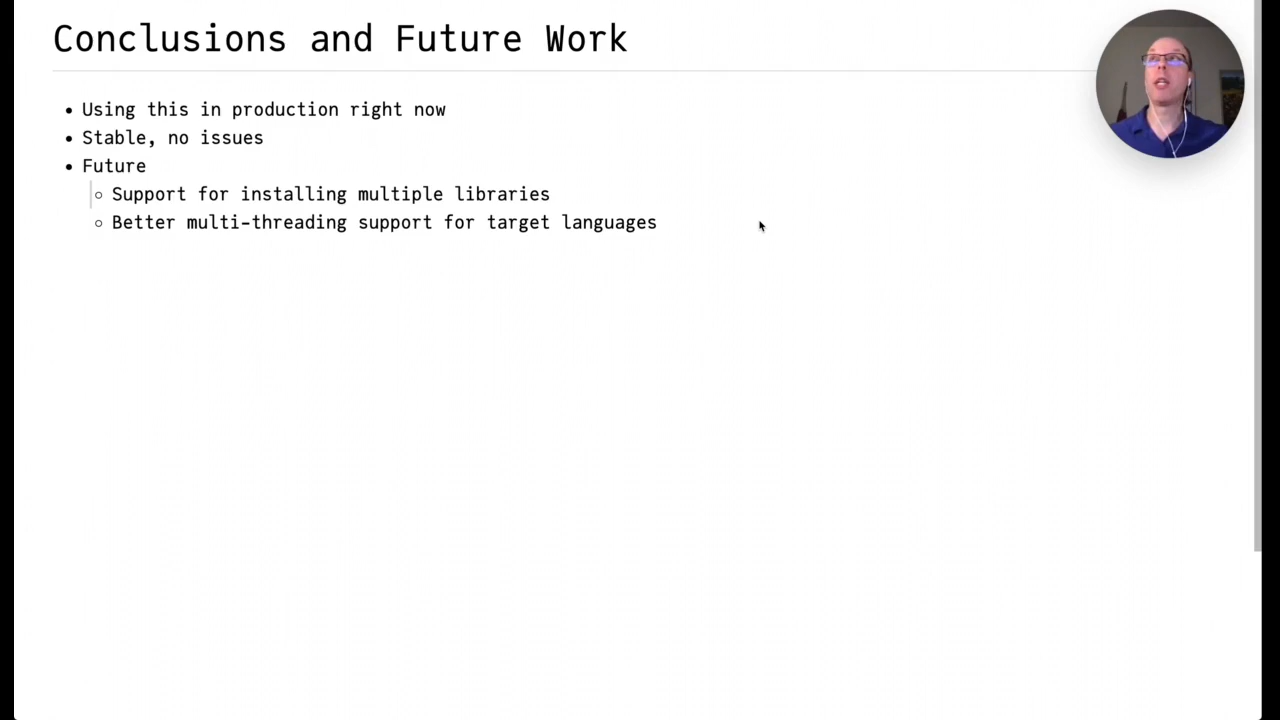 Conclusions and Future Work
• Using this in production right now
• Stable, no issues
• Future
◦ Support for installing multiple libraries
◦ Better multi-threading support for target languages